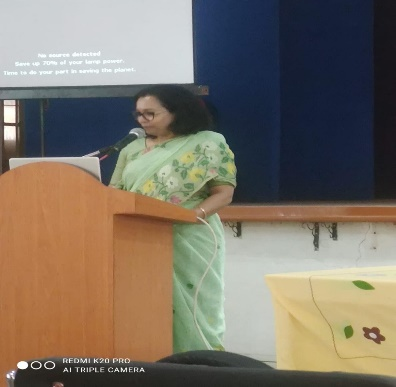 No source detected
Save up 70% of your lamp power.
Time to do your part in saving the planet.
REDMI K20 PRO
AI TRIPLE CAMERA